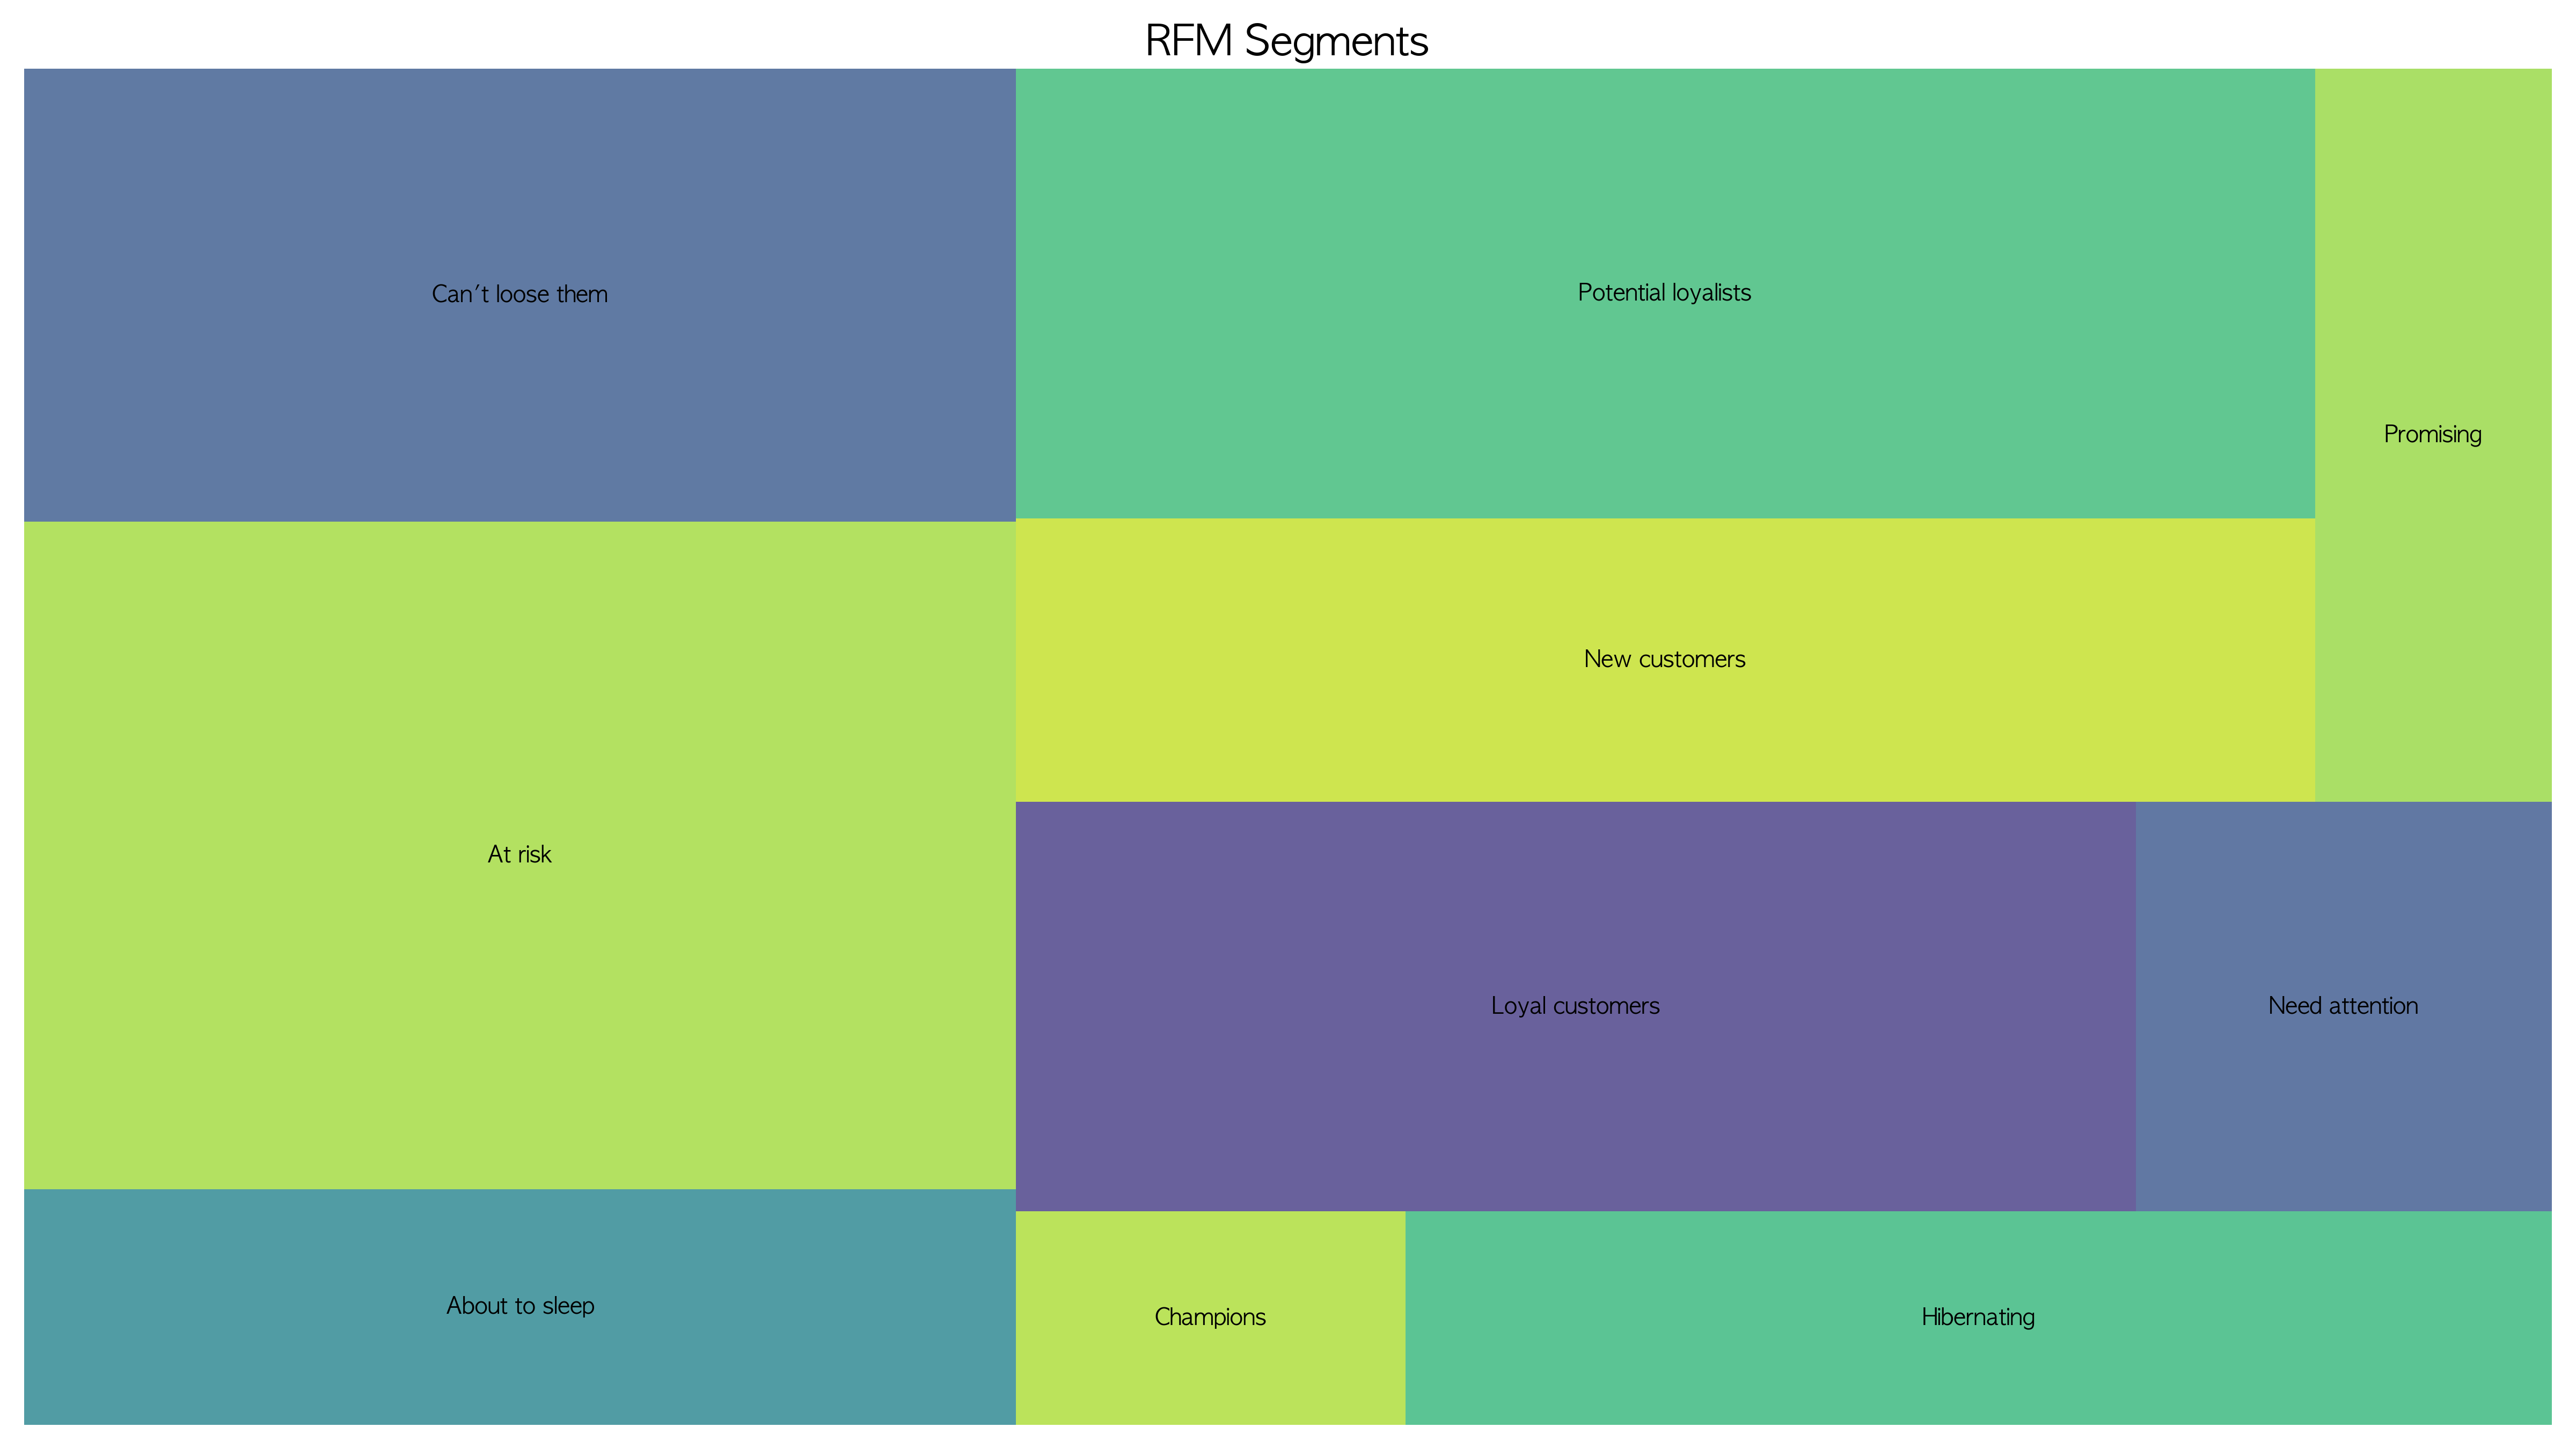 RFM Segments
Can't loose them
Potential loyalists
Promising
New customers
At risk
Loyal customers
Need attention
About to sleep
Champions
Hibernating